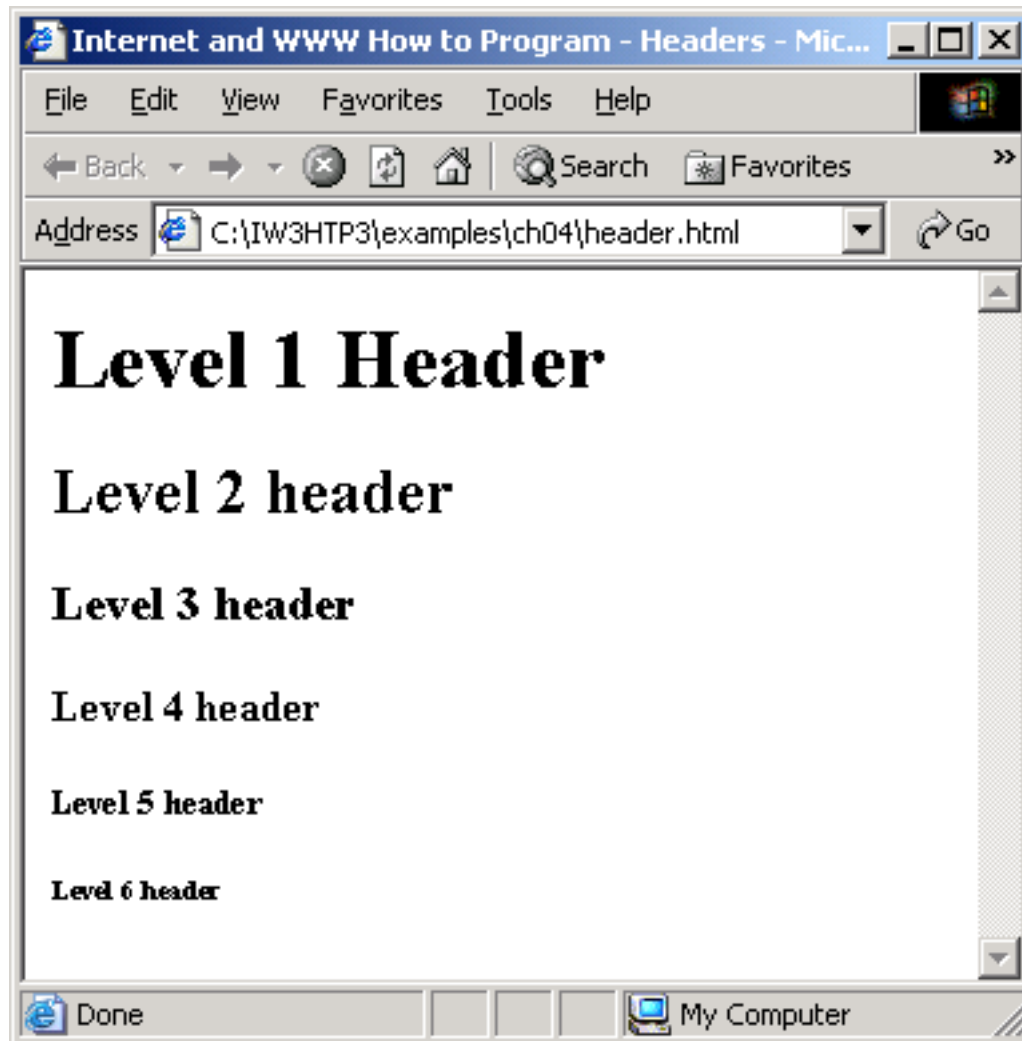 Internet and WWW How to Program - Headers - Mic...
File Edit View Favorites Tools Help
Back Search Favorites »
Address C:\IW3HTP3\examples\ch04\header.html Go
Level 1 Header
Level 2 header
Level 3 header
Level 4 header
Level 5 header
Level 6 header
Done My Computer